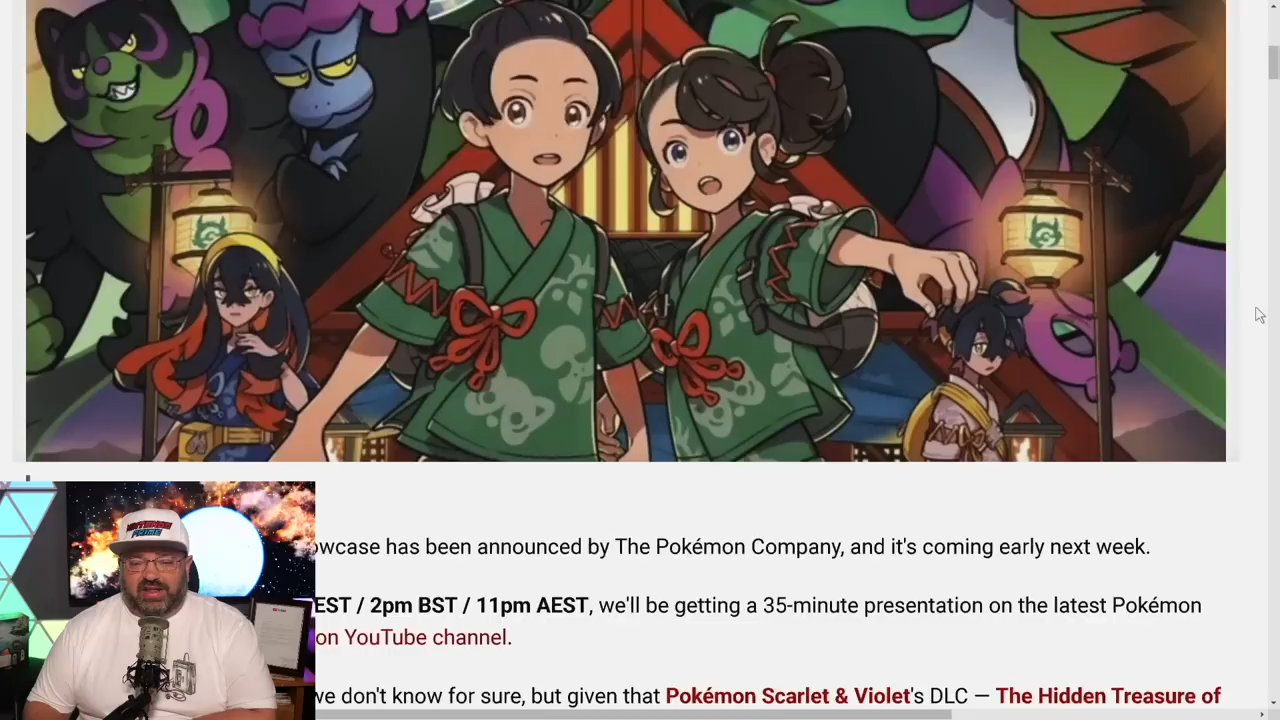 owcase has been announced by The Pokémon Company, and it's coming early next week.
EST / 2pm BST / 11pm AEST, we'll be getting a 35-minute presentation on the latest Pokémon
on YouTube channel.
we don't know for sure, but given that Pokémon Scarlet & Violet's DLC — The Hidden Treasure of
NINTENDO
PRIME